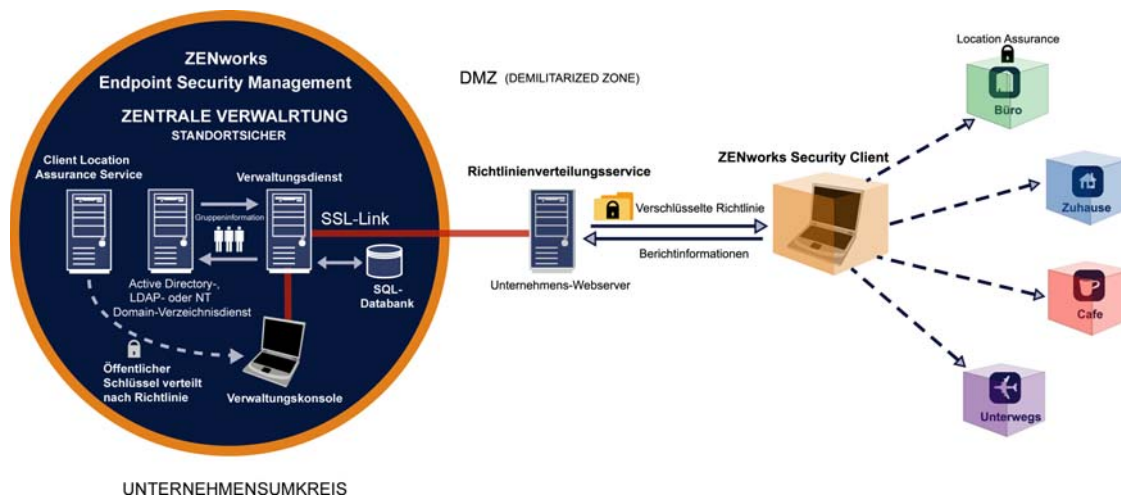 ZENworks
Endpoint Security Management
ZENTRALE VERWALRTUNG
STANDORTSICHER
Client Location
Assurance Service
Verwaltungsdienst
Gruppeninformation
SSL-Link
Active Directory-,
LDAP- oder NT
Domain-Verzeichnisdienst
SQL-
Databank
Öffentlicher
Schlüssel verteilt
nach Richtlinie
Verwaltungskonsole
UNTERNEHMENSUMKREIS
DMZ (DEMILITARIZED ZONE)
Richtlinienverteilungsservice
Verschlüsselte Richtlinie
Berichtinformationen
Unternehmens-Webserver
ZENworks Security Client
Location Assurance
Büro
Zuhause
Cafe
Unterwegs